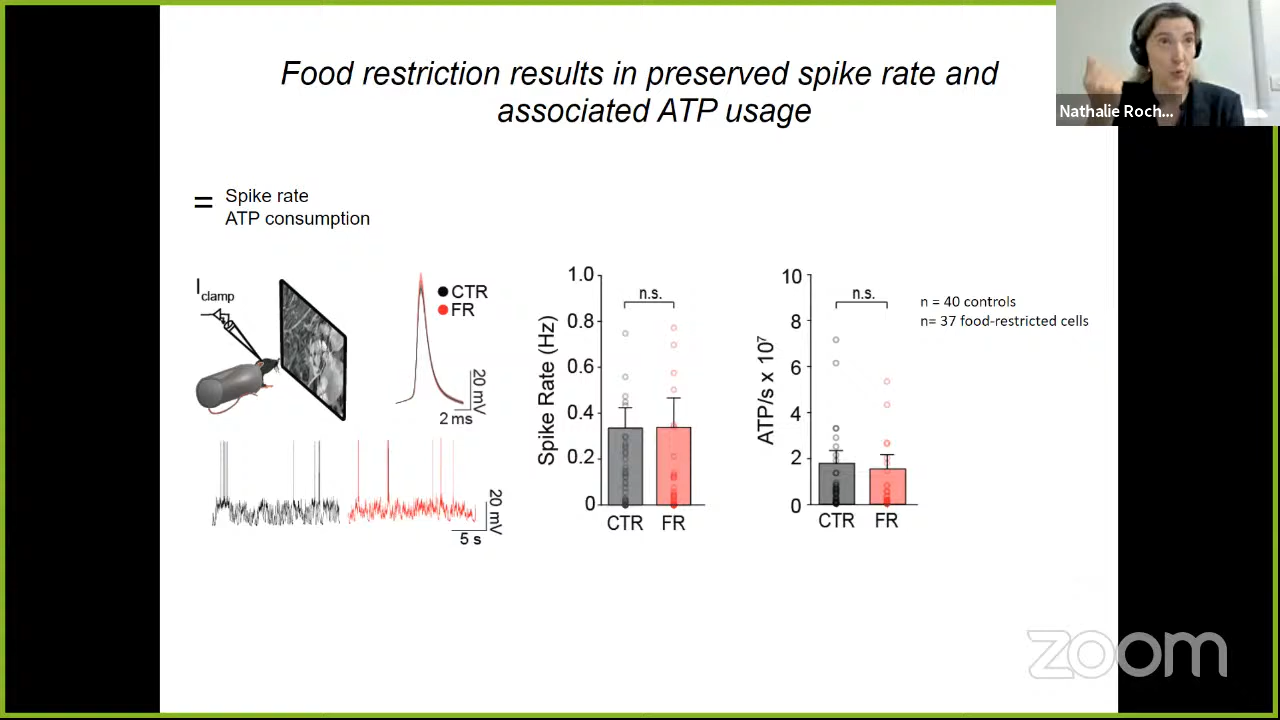 Food restriction results in preserved spike rate and
associated ATP usage
Nathalie Roch...
= Spike rate
ATP consumption
I clamp
CTR
FR
20 mV
2 ms
20 mV
5 s
Spike Rate (Hz)
1.0
0.8
0.6
0.4
0.2
0
n.s.
CTR FR
ATP/s x 10⁷
10
8
6
4
2
0
n.s.
CTR FR
n = 40 controls
n= 37 food-restricted cells
zoom